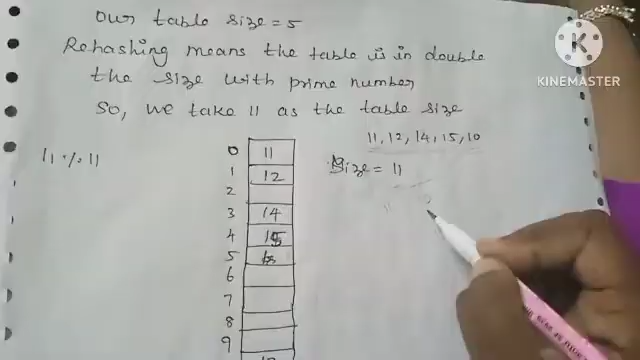 Our table size = 5
Rehashing means the table is in double
the size with prime number
So, we take 11 as the table size
11, 12, 14, 15, 10
Size = 11
11 % 11
0 11
1 12
2
3 14
4 15
5
6
7
8
9
KINEMASTER